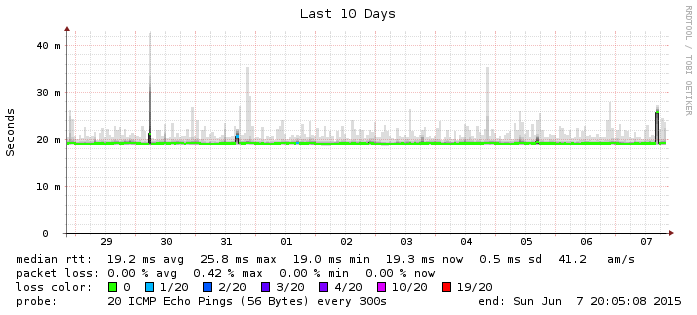 Last 10 Days
RRDTOOL / TOBI OETIKER
Seconds
40 m
30 m
20 m
10 m
0
29 30 31 01 02 03 04 05 06 07
median rtt: 19.2 ms avg 25.8 ms max 19.0 ms min 19.3 ms now 0.5 ms sd 41.2 am/s
packet loss: 0.00 % avg 0.42 % max 0.00 % min 0.00 % now
loss color: 0 1/20 2/20 3/20 4/20 10/20 19/20
probe: 20 ICMP Echo Pings (56 Bytes) every 300s end: Sun Jun 7 20:05:08 2015